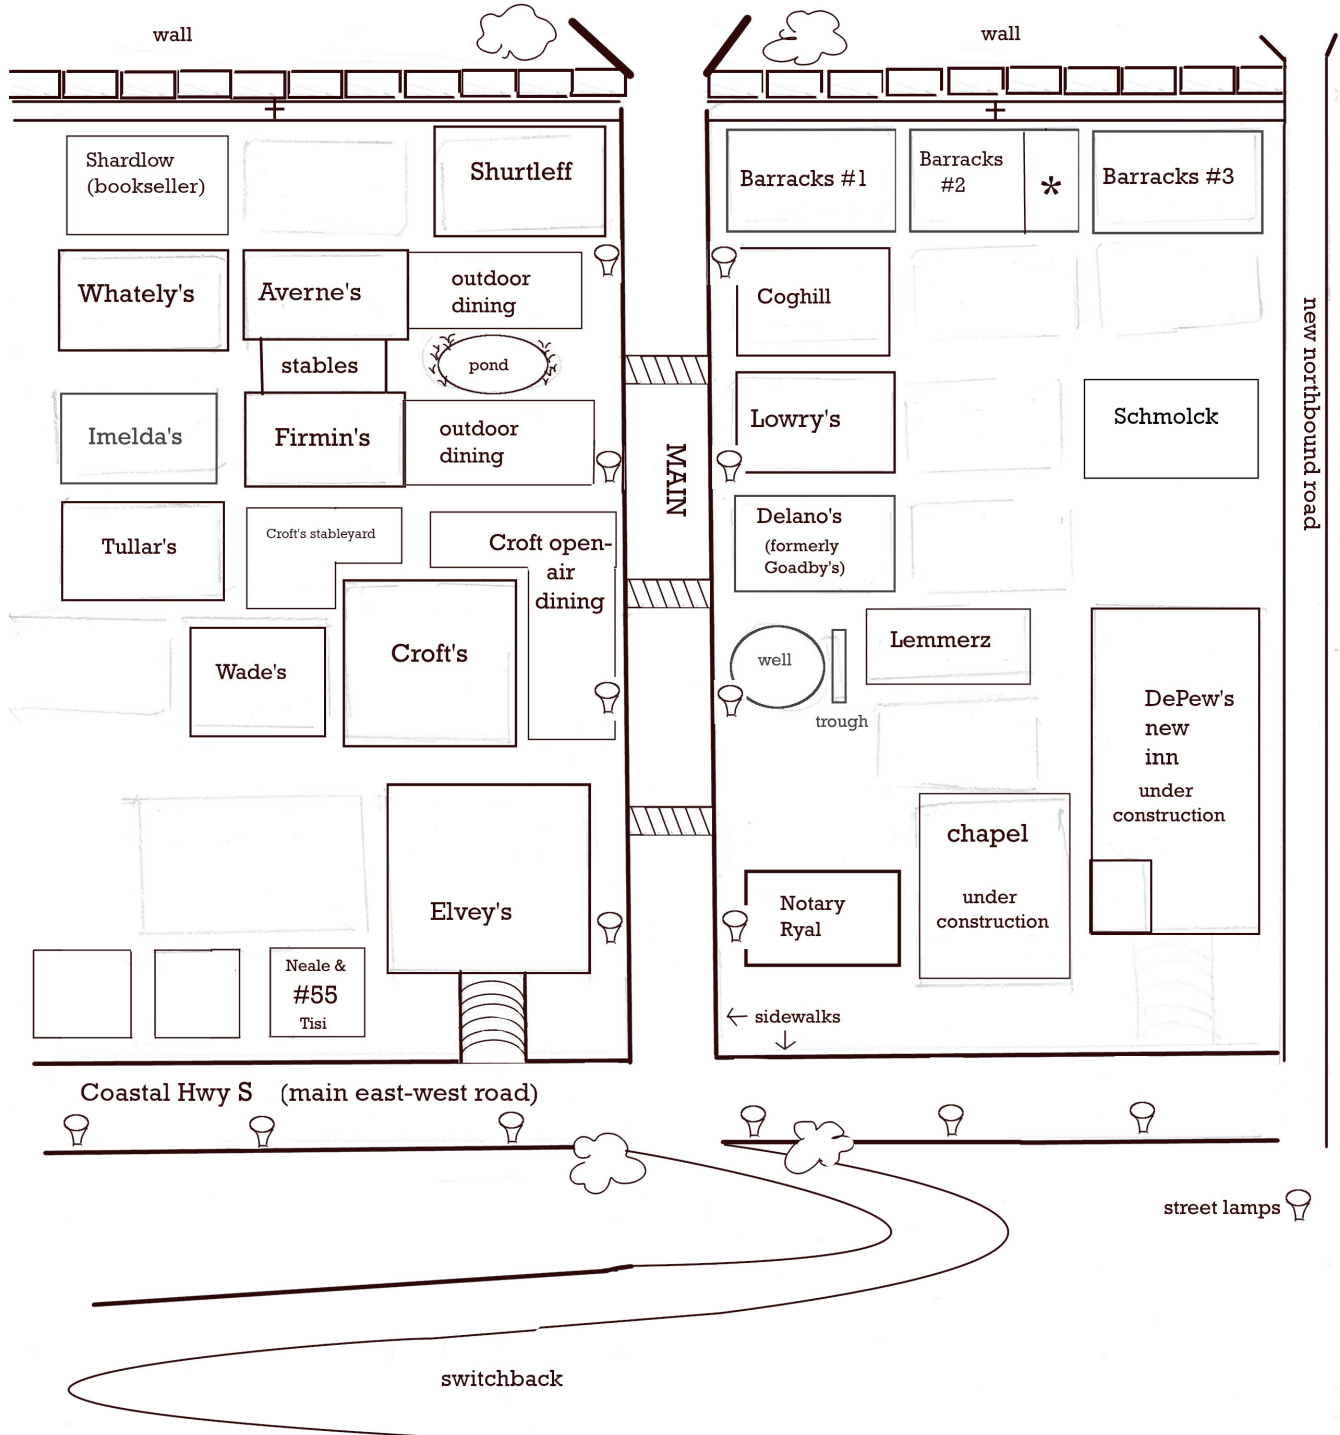 wall
wall
Shardlow
(bookseller)
Shurtleff
Barracks #1
Barracks
#2
*
Barracks #3
Whately's
Averne's
outdoor
dining
Coghill
stables
pond
new northbound road
Imelda's
Firmin's
outdoor
dining
MAIN
Lowry's
Schmolck
Tullar's
Croft's stableyard
Croft open-
air
dining
Delano's
(formerly
Goadby's)
Wade's
Croft's
well
trough
Lemmerz
DePew's
new
inn
under
construction
Elvey's
Notary
Ryal
chapel
under
construction
Neale &
#55
Tisi
← sidewalks
↓
Coastal Hwy S (main east-west road)
street lamps
switchback